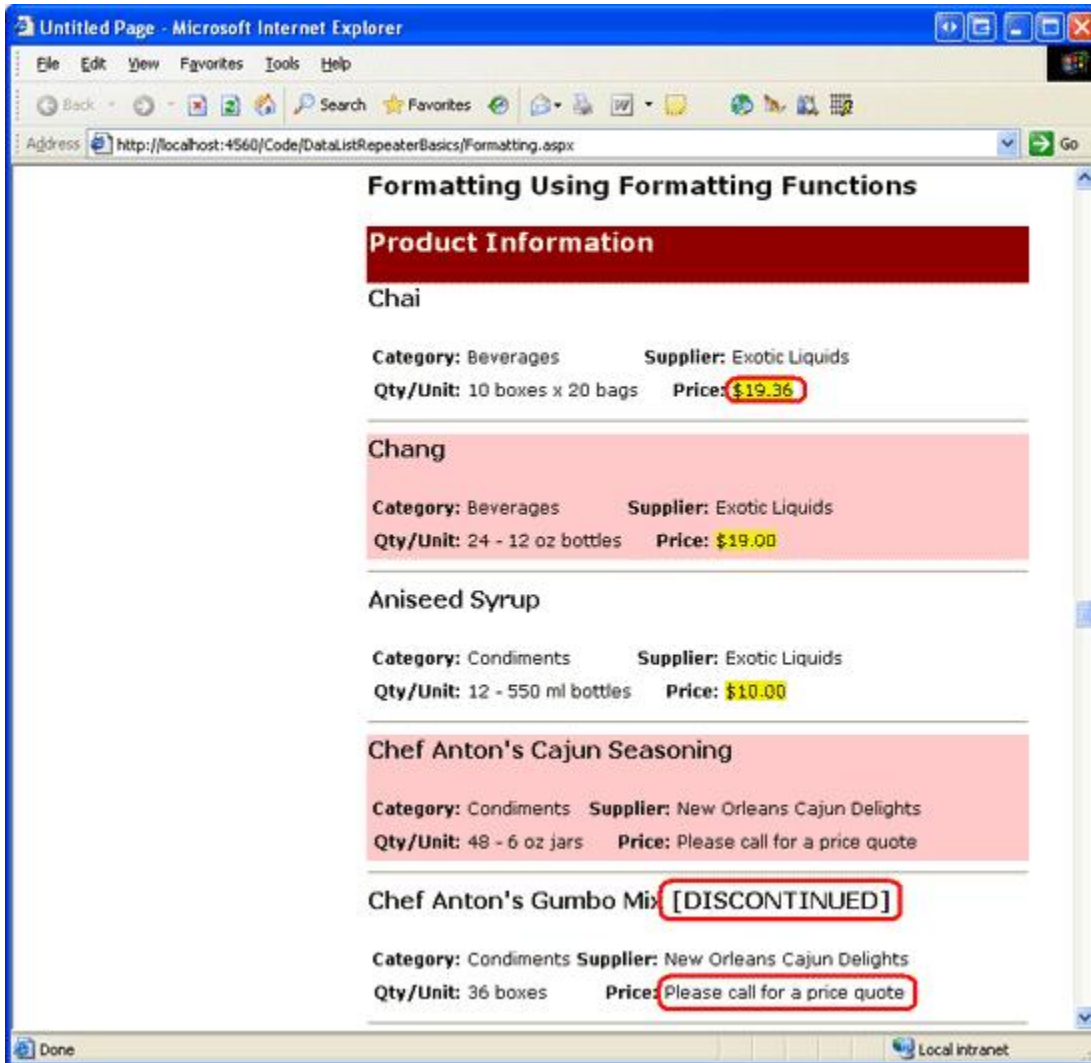 Untitled Page - Microsoft Internet Explorer
File Edit View Favorites Tools Help
Back Search Favorites
Address http://localhost:4560/Code/DataListRepeaterBasics/Formatting.aspx Go
Formatting Using Formatting Functions
Product Information
Chai
Category: Beverages Supplier: Exotic Liquids
Qty/Unit: 10 boxes x 20 bags Price: $19.36
Chang
Category: Beverages Supplier: Exotic Liquids
Qty/Unit: 24 - 12 oz bottles Price: $19.00
Aniseed Syrup
Category: Condiments Supplier: Exotic Liquids
Qty/Unit: 12 - 550 ml bottles Price: $10.00
Chef Anton's Cajun Seasoning
Category: Condiments Supplier: New Orleans Cajun Delights
Qty/Unit: 48 - 6 oz jars Price: Please call for a price quote
Chef Anton's Gumbo Mix [DISCONTINUED]
Category: Condiments Supplier: New Orleans Cajun Delights
Qty/Unit: 36 boxes Price: Please call for a price quote
Done Local intranet